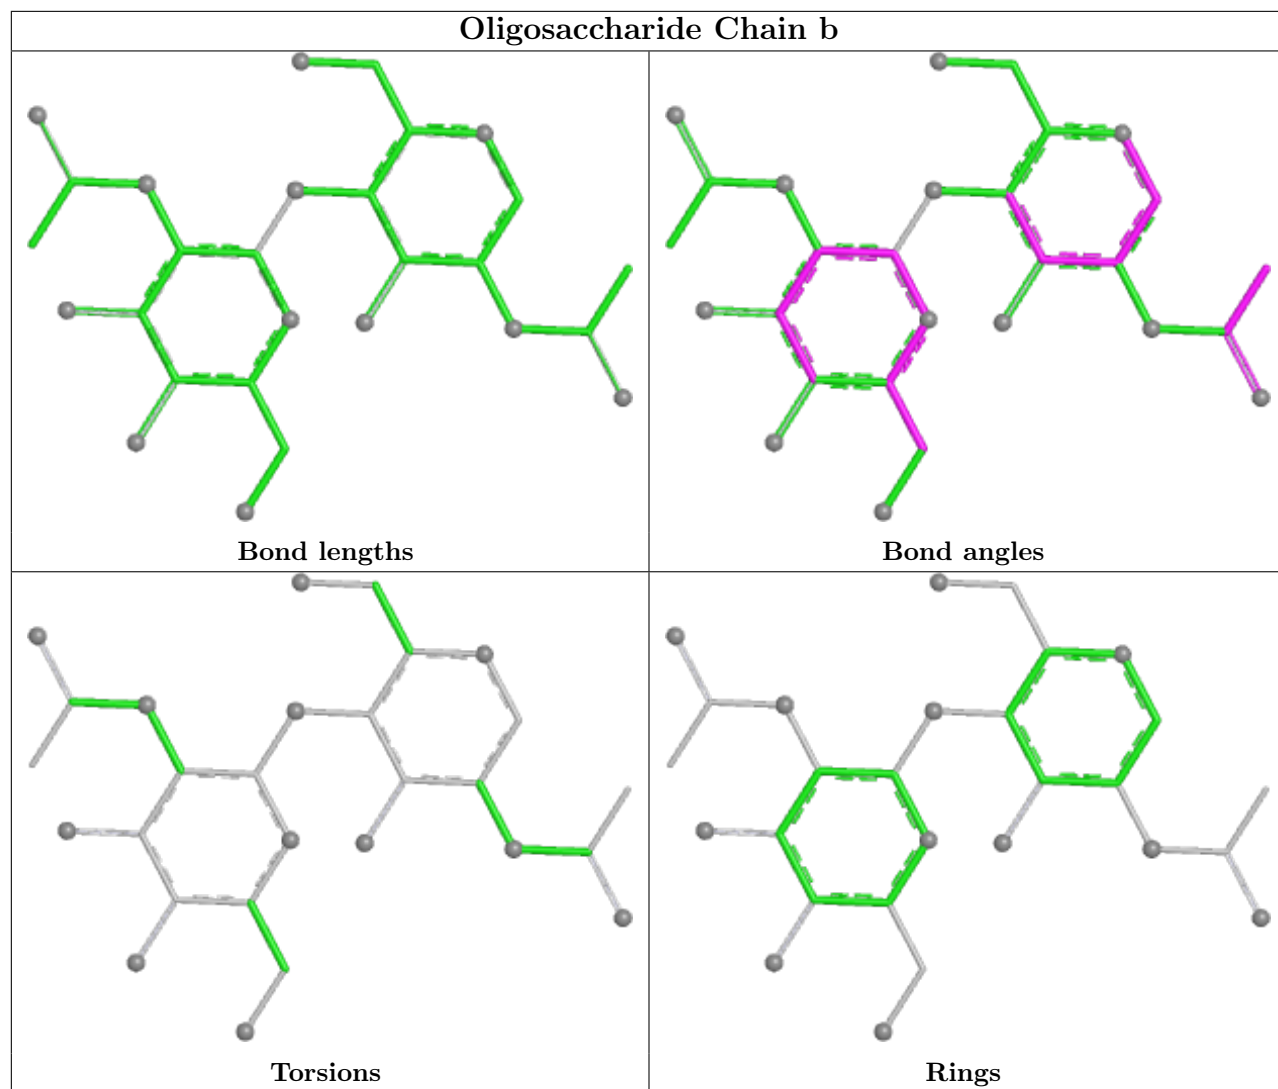 Oligosaccharide Chain b
Bond lengths
Bond angles
Torsions
Rings